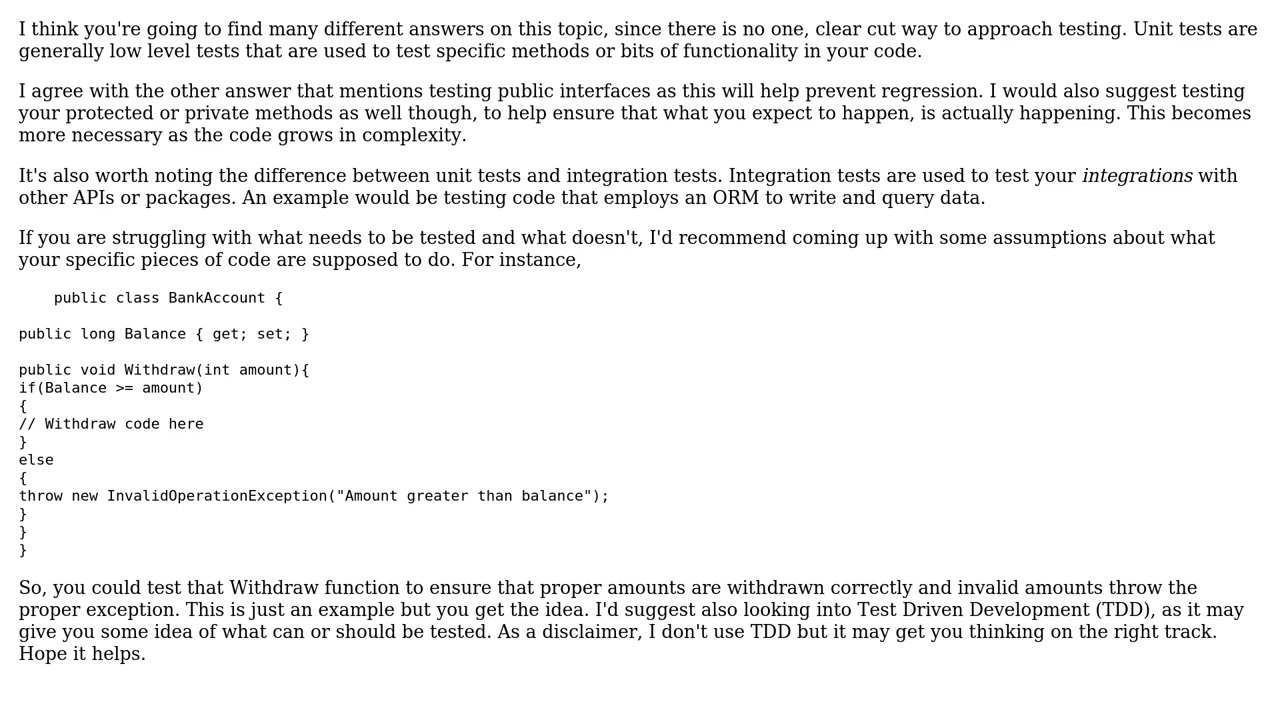 I think you're going to find many different answers on this topic, since there is no one, clear cut way to approach testing. Unit tests are
generally low level tests that are used to test specific methods or bits of functionality in your code.
I agree with the other answer that mentions testing public interfaces as this will help prevent regression. I would also suggest testing
your protected or private methods as well though, to help ensure that what you expect to happen, is actually happening. This becomes
more necessary as the code grows in complexity.
It's also worth noting the difference between unit tests and integration tests. Integration tests are used to test your integrations with
other APIs or packages. An example would be testing code that employs an ORM to write and query data.
If you are struggling with what needs to be tested and what doesn't, I'd recommend coming up with some assumptions about what
your specific pieces of code are supposed to do. For instance,
public class BankAccount {
public long Balance { get; set; }
public void Withdraw(int amount){
if(Balance >= amount)
{
// Withdraw code here
}
else
{
throw new InvalidOperationException("Amount greater than balance");
}
}
}
So, you could test that Withdraw function to ensure that proper amounts are withdrawn correctly and invalid amounts throw the
proper exception. This is just an example but you get the idea. I'd suggest also looking into Test Driven Development (TDD), as it may
give you some idea of what can or should be tested. As a disclaimer, I don't use TDD but it may get you thinking on the right track.
Hope it helps.